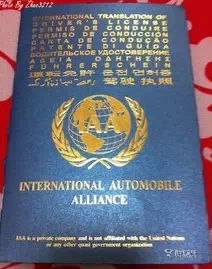 Photo By Zhao3212
INTERNATIONAL TRANSLATION OF
DRIVER'S LICENSE
PERMIS DE CONDUIRE
PERMISO DE CONDUCCIÓN
CARTA DE CONDUÇÃO
PATENTE DI GUIDA
ВОДИТЕЛЬСКОЕ УДОСТОВЕРЕНИЕ
ΑΔΕΙΑ ΟΔΗΓΗΣΗΣ
FÜHRERSCHEIN
運転免許 운전 면허증
驾驶 执照
IAA
INTERNATIONAL AUTOMOBILE
ALLIANCE
IAA is a private company and is not affiliated with the United Nations
or any other quasi government organization